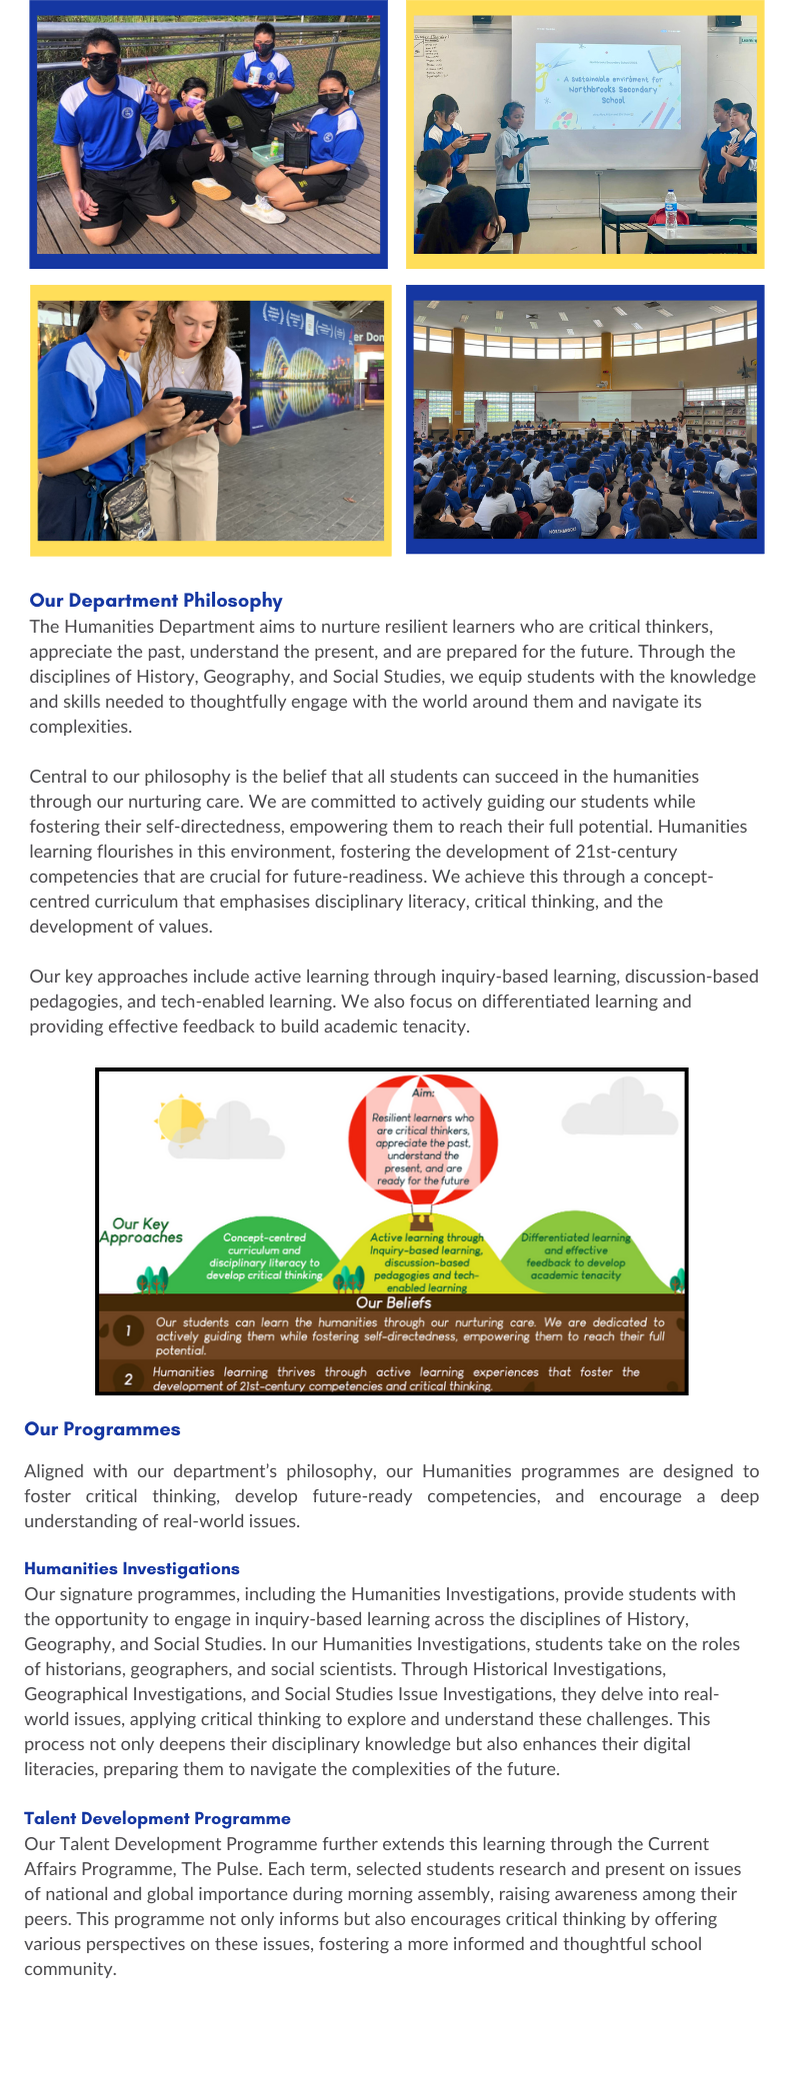 A sustainable enviroment for
Northbrooks Secondary
School
er Dom
NORTHBROOKS
Our Department Philosophy
The Humanities Department aims to nurture resilient learners who are critical thinkers,
appreciate the past, understand the present, and are prepared for the future. Through the
disciplines of History, Geography, and Social Studies, we equip students with the knowledge
and skills needed to thoughtfully engage with the world around them and navigate its
complexities.
Central to our philosophy is the belief that all students can succeed in the humanities
through our nurturing care. We are committed to actively guiding our students while
fostering their self-directedness, empowering them to reach their full potential. Humanities
learning flourishes in this environment, fostering the development of 21st-century
competencies that are crucial for future-readiness. We achieve this through a concept-
centred curriculum that emphasises disciplinary literacy, critical thinking, and the
development of values.
Our key approaches include active learning through inquiry-based learning, discussion-based
pedagogies, and tech-enabled learning. We also focus on differentiated learning and
providing effective feedback to build academic tenacity.
Aim:
Resilient learners who
are critical thinkers,
appreciate the past,
understand the
present, and are
ready for the future
Our Key
Approaches
Concept-centred
curriculum and
disciplinary literacy to
develop critical thinking
Active learning through
Inquiry-based learning,
discussion-based
pedagogies and tech-
enabled learning
Differentiated learning
and effective
feedback to develop
academic tenacity
Our Beliefs
1
Our students can learn the humanities through our nurturing care. We are dedicated to
actively guiding them while fostering self-directedness, empowering them to reach their full
potential.
2
Humanities learning thrives through active learning experiences that foster the
development of 21st-century competencies and critical thinking.
Our Programmes
Aligned with our department’s philosophy, our Humanities programmes are designed to
foster critical thinking, develop future-ready competencies, and encourage a deep
understanding of real-world issues.
Humanities Investigations
Our signature programmes, including the Humanities Investigations, provide students with
the opportunity to engage in inquiry-based learning across the disciplines of History,
Geography, and Social Studies. In our Humanities Investigations, students take on the roles
of historians, geographers, and social scientists. Through Historical Investigations,
Geographical Investigations, and Social Studies Issue Investigations, they delve into real-
world issues, applying critical thinking to explore and understand these challenges. This
process not only deepens their disciplinary knowledge but also enhances their digital
literacies, preparing them to navigate the complexities of the future.
Talent Development Programme
Our Talent Development Programme further extends this learning through the Current
Affairs Programme, The Pulse. Each term, selected students research and present on issues
of national and global importance during morning assembly, raising awareness among their
peers. This programme not only informs but also encourages critical thinking by offering
various perspectives on these issues, fostering a more informed and thoughtful school
community.